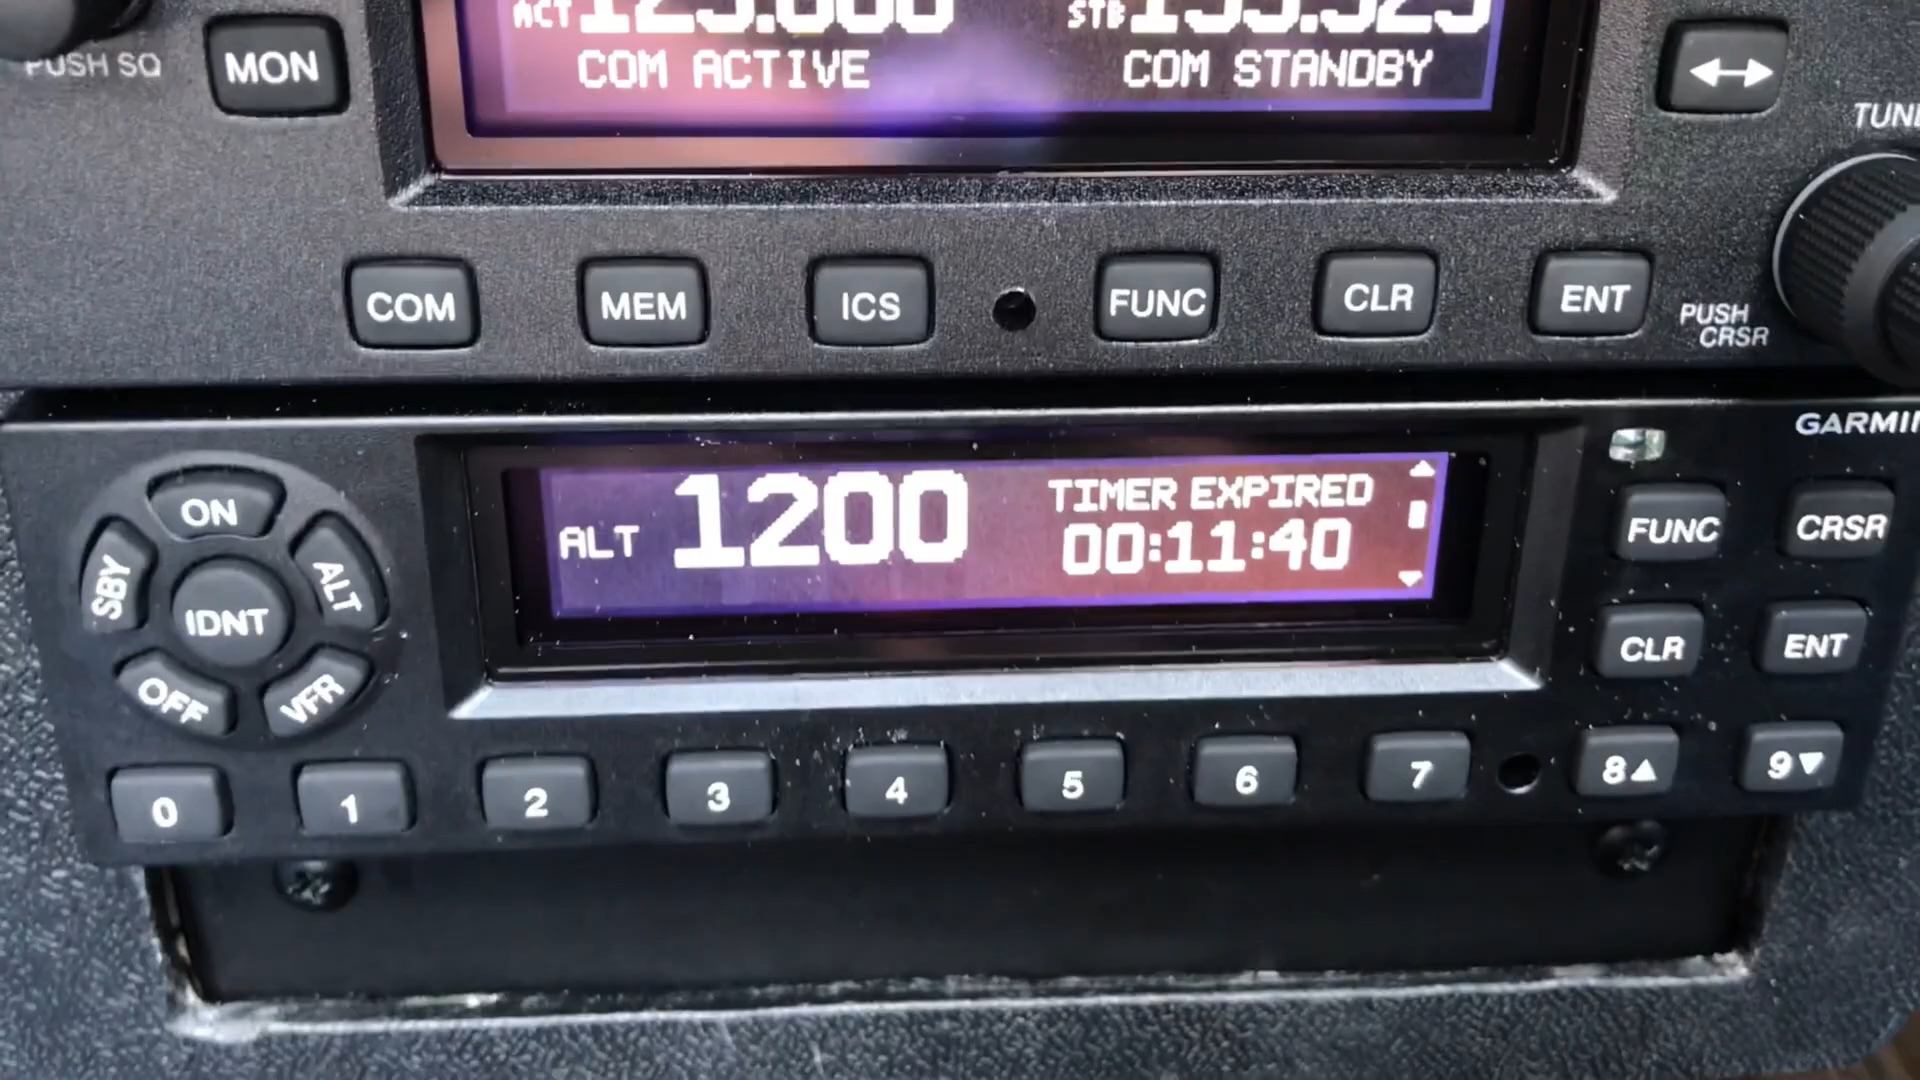 PUSH SQ
MON
ACT
STB
COM ACTIVE
COM STANDBY
COM
MEM
ICS
FUNC
CLR
ENT
PUSH
CRSR
ON
SBY
ALT
IDNT
OFF
VFR
ALT 1200
TIMER EXPIRED
00:11:40
FUNC
CRSR
CLR
ENT
0 1 2 3 4 5 6 7 8▲ 9▼